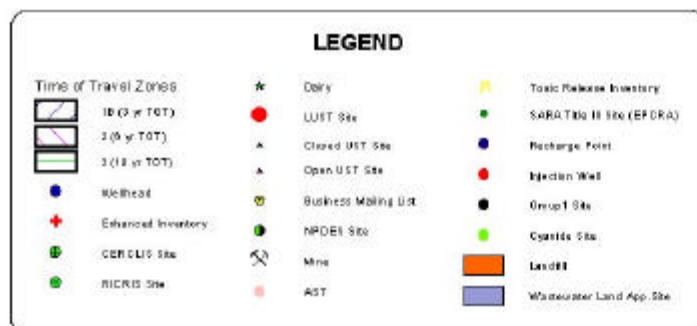 LEGEND
Time of Travel Zones
1B (3 yr TOT)
2 (6 yr TOT)
3 (10 yr TOT)
Wellhead
Enhanced Inventory
CERCLIS Site
RICRIS Site
Dairy
LUST Site
Closed UST Site
Open UST Site
Business Mailing List
NPDES Site
Mine
AST
Toxic Release Inventory
SARA Title III Site (EPCRA)
Recharge Point
Injection Well
Group1 Site
Cyanide Site
Landfill
Wastewater Land App.Site